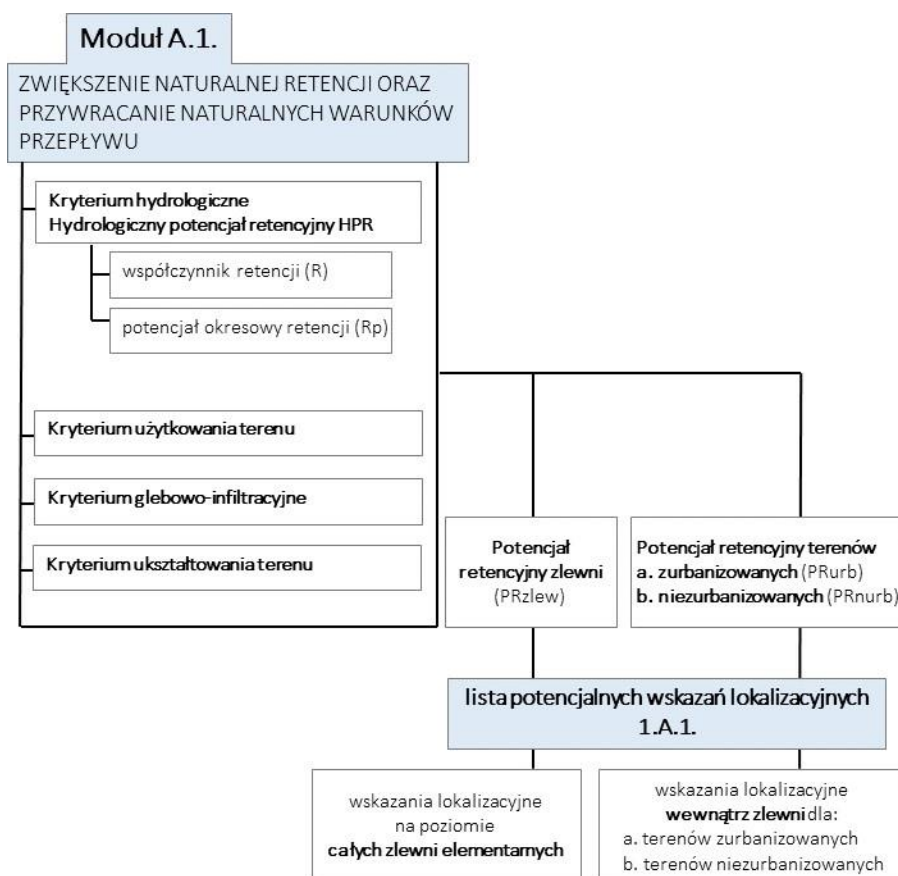 Moduł A.1.
ZWIĘKSZENIE NATURALNEJ RETENCJI ORAZ
PRZYWRACANIE NATURALNYCH WARUNKÓW
PRZEPŁYWU
Kryterium hydrologiczne
Hydrologiczny potencjał retencyjny HPR
współczynnik retencji (R)
potencjał okresowy retencji (Rp)
Kryterium użytkowania terenu
Kryterium glebowo-infiltracyjne
Kryterium ukształtowania terenu
Potencjał
retencyjny zlewni
(PRzlew)
Potencjał retencyjny terenów
a. zurbanizowanych (PRurb)
b. niezurbanizowanych (PRnurb)
lista potencjalnych wskazań lokalizacyjnych
1.A.1.
wskazania lokalizacyjne
na poziomie
całych zlewni elementarnych
wskazania lokalizacyjne
wewnątrz zlewni dla:
a. terenów zurbanizowanych
b. terenów niezurbanizowanych